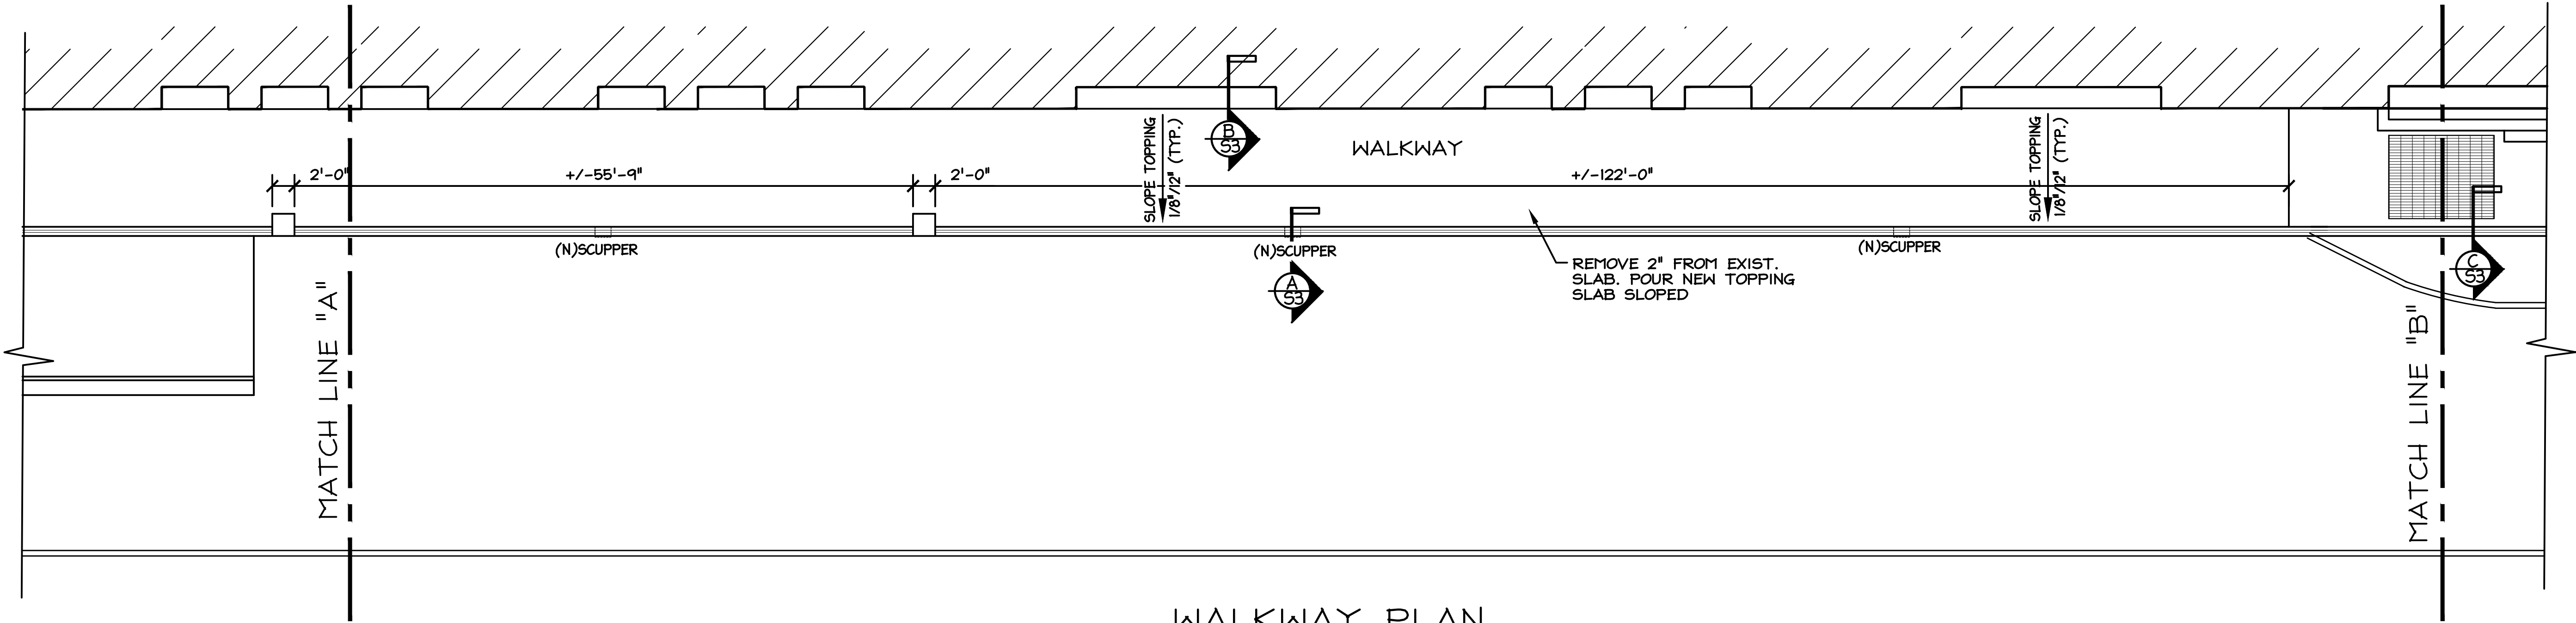 B
S3
WALKWAY
SLOPE TOPPING
1/8"/12" (TYP.)
SLOPE TOPPING
1/8"/12" (TYP.)
2'-0"
+/-55'-9"
2'-0"
+/-122'-0"
(N)SCUPPER
(N)SCUPPER
(N)SCUPPER
A
S3
REMOVE 2" FROM EXIST.
SLAB. POUR NEW TOPPING
SLAB SLOPED
C
S3
MATCH LINE "A"
MATCH LINE "B"
WALKWAY PLAN